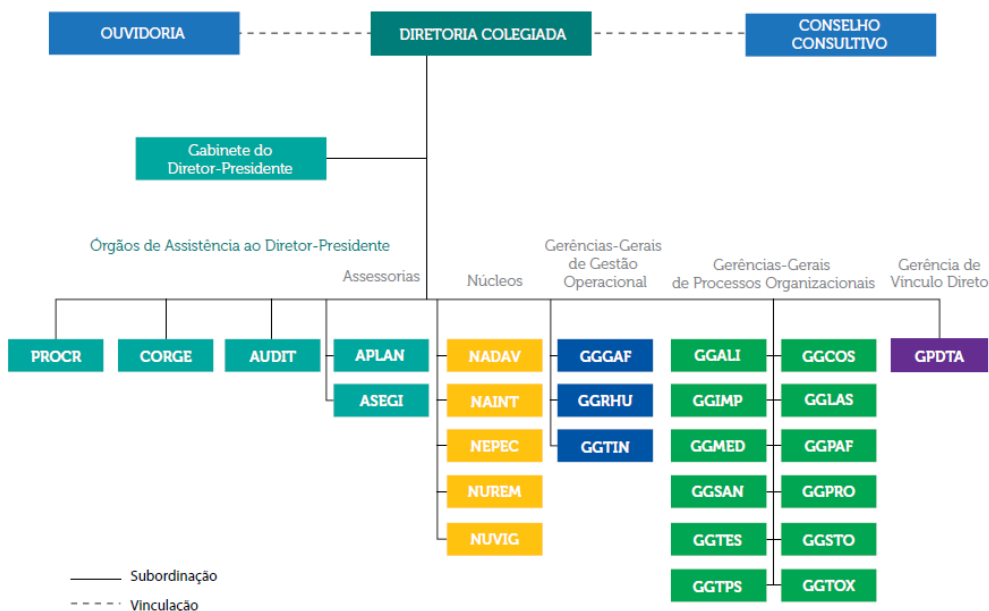 OUVIDORIA
DIRETORIA COLEGIADA
CONSELHO
CONSULTIVO
Gabinete do
Diretor-Presidente
Órgãos de Assistência ao Diretor-Presidente
Assessorias
Núcleos
Gerências-Gerais
de Gestão
Operacional
Gerências-Gerais
de Processos Organizacionais
Gerência de
Vínculo Direto
PROCR
CORGE
AUDIT
APLAN
ASEGI
NADAV
NAINT
NEPEC
NUREM
NUVIG
GGGAF
GGRHU
GGTIN
GGALI
GGCOS
GGIMP
GGLAS
GGMED
GGPAF
GGSAN
GGPRO
GGTES
GGSTO
GGTPS
GGTOX
GPDTA
Subordinação
Vinculação